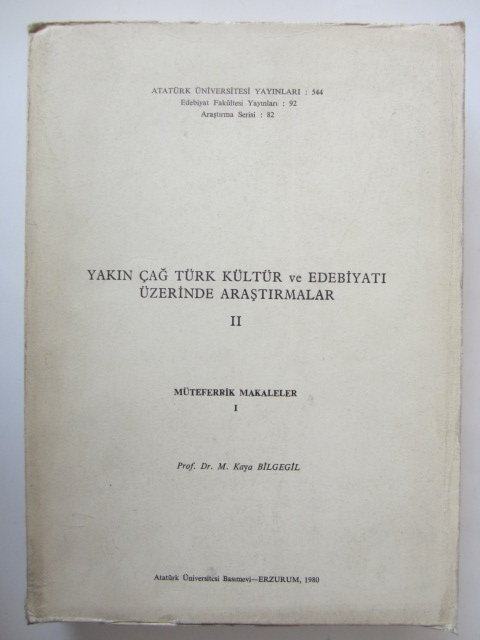 ATATÜRK ÜNİVERSİTESİ YAYINLARI : 544
Edebiyat Fakültesi Yayınları : 92
Araştırma Serisi : 82
YAKIN ÇAĞ TÜRK KÜLTÜR ve EDEBİYATI
ÜZERİNDE ARAŞTIRMALAR
II
MÜTEFERRİK MAKALELER
I
Prof. Dr. M. Kaya BİLGEGİL
Atatürk Üniversitesi Basımevi—ERZURUM, 1980